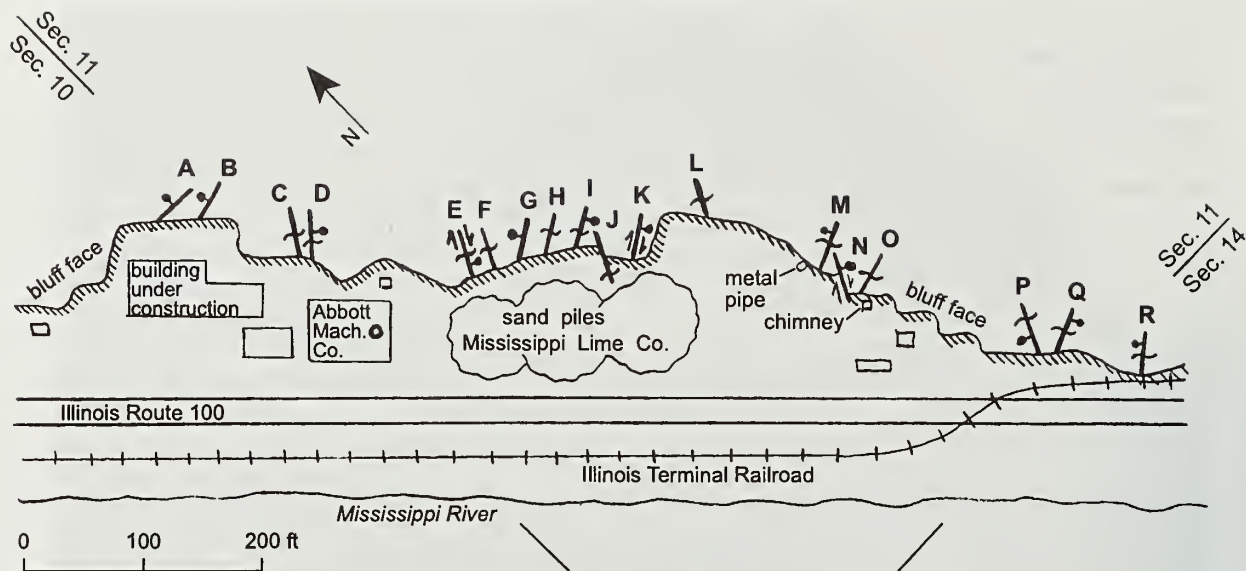 Sec. 11
Sec. 10
N
A B C D E F G H I J K L M N O P Q R
bluff face
building
under
construction
Abbott
Mach.
Co.
sand piles
Mississippi Lime Co.
metal
pipe
chimney
bluff face
Sec. 11
Sec. 14
Illinois Route 100
Illinois Terminal Railroad
Mississippi River
0 100 200 ft